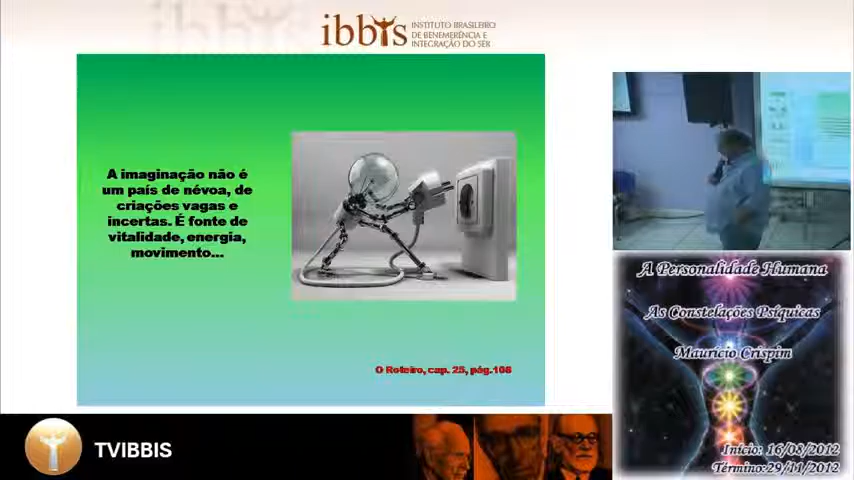 ibbis
INSTITUTO BRASILEIRO
DE BENEMERÊNCIA E
INTEGRAÇÃO DO SER
A imaginação não é
um país de névoa, de
criações vagas e
incertas. É fonte de
vitalidade, energia,
movimento...
O Roteiro, cap. 25, pág.108
A Personalidade Humana
As Constelações Psíquicas
Maurício Crispim
Início: 16/08/2012
Término:29/11/2012
TVIBBIS